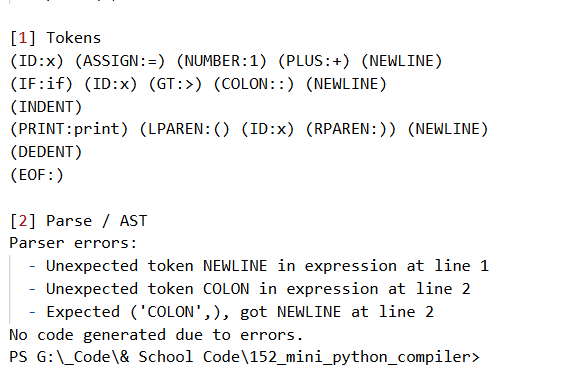 [1] Tokens
(ID:x) (ASSIGN:=) (NUMBER:1) (PLUS:+) (NEWLINE)
(IF:if) (ID:x) (GT:>) (COLON::) (NEWLINE)
(INDENT)
(PRINT:print) (LPAREN:() (ID:x) (RPAREN:)) (NEWLINE)
(DEDENT)
(EOF:)
[2] Parse / AST
Parser errors:
- Unexpected token NEWLINE in expression at line 1
- Unexpected token COLON in expression at line 2
- Expected ('COLON',), got NEWLINE at line 2
No code generated due to errors.
PS G:\_Code\& School Code\152_mini_python_compiler>